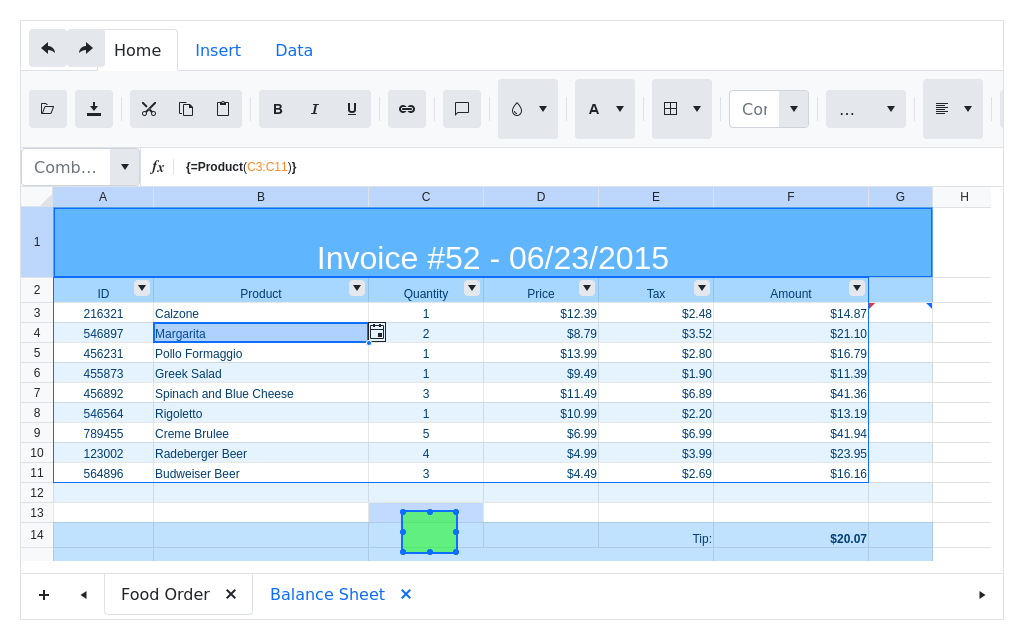 Home Insert Data
B I U A Cor ...
Comb... fx {=Product(C3:C11)}
A B C D E F G H
1 Invoice #52 - 06/23/2015
2 ID Product Quantity Price Tax Amount
3 216321 Calzone 1 $12.39 $2.48 $14.87
4 546897 Margarita 2 $8.79 $3.52 $21.10
5 456231 Pollo Formaggio 1 $13.99 $2.80 $16.79
6 455873 Greek Salad 1 $9.49 $1.90 $11.39
7 456892 Spinach and Blue Cheese 3 $11.49 $6.89 $41.36
8 546564 Rigoletto 1 $10.99 $2.20 $13.19
9 789455 Creme Brulee 5 $6.99 $6.99 $41.94
10 123002 Radeberger Beer 4 $4.99 $3.99 $23.95
11 564896 Budweiser Beer 3 $4.49 $2.69 $16.16
12
13
14 Tip: $20.07
Food Order Balance Sheet